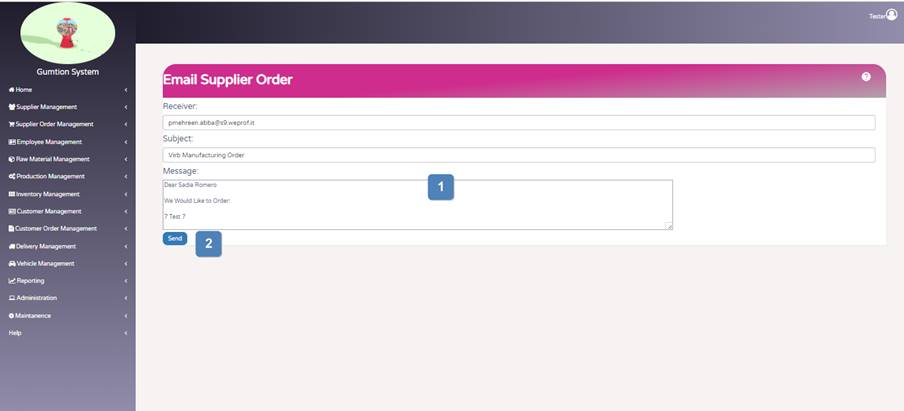 Tester
Gumtion System
Home
Supplier Management
Supplier Order Management
Employee Management
Raw Material Management
Production Management
Inventory Management
Customer Management
Customer Order Management
Delivery Management
Vehicle Management
Reporting
Administration
Maintanence
Help
Email Supplier Order
Receiver:
pmehreen.abba@s9.weprof.it
Subject:
Virb Manufacturing Order
Message:
Dear Sadia Romero
We Would Like to Order:
7 Test 7
1
Send
2